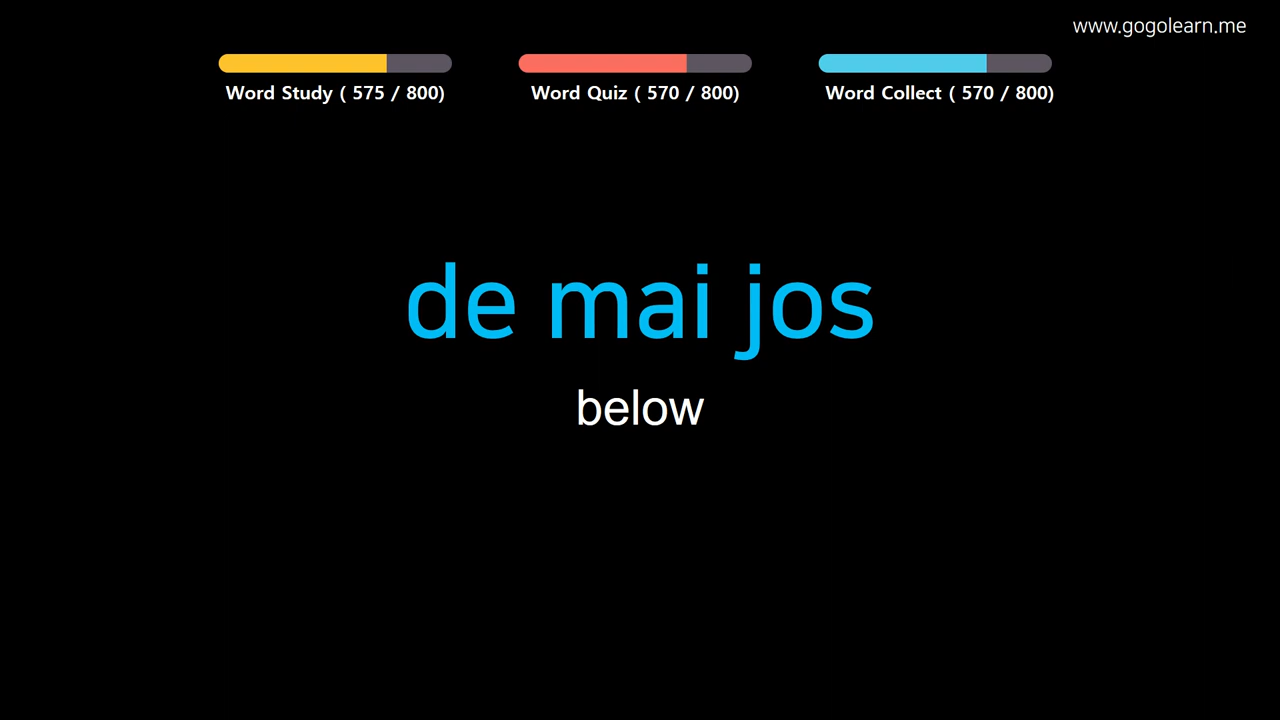 www.gogolearn.me
Word Study ( 575 / 800)
Word Quiz ( 570 / 800)
Word Collect ( 570 / 800)
de mai jos
below